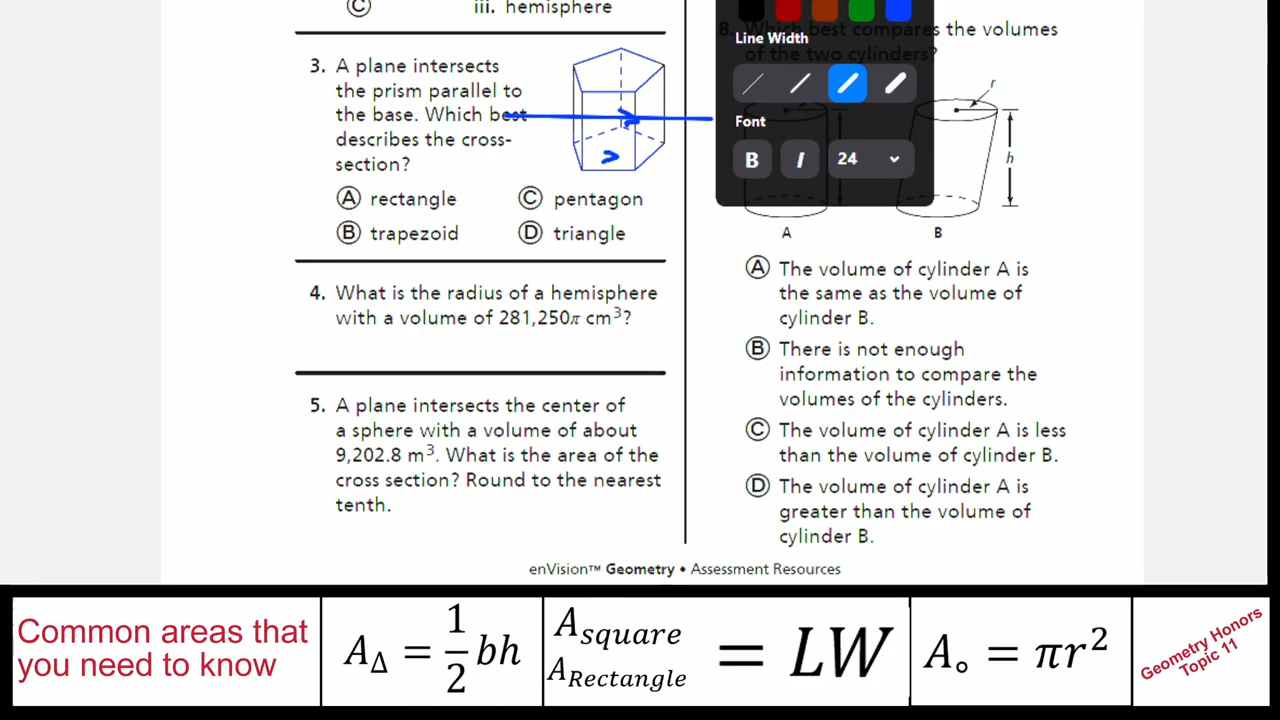 Ⓒ iii. hemisphere
3. A plane intersects
the prism parallel to
the base. Which best
describes the cross-
section?
Ⓐ rectangle Ⓒ pentagon
Ⓑ trapezoid Ⓓ triangle
4. What is the radius of a hemisphere
with a volume of 281,250π cm³?
5. A plane intersects the center of
a sphere with a volume of about
9,202.8 m³. What is the area of the
cross section? Round to the nearest
tenth.
8. Which best compares the volumes
of the two cylinders?
Line Width
Font
B I 24
r
h
A B
Ⓐ The volume of cylinder A is
the same as the volume of
cylinder B.
Ⓑ There is not enough
information to compare the
volumes of the cylinders.
Ⓒ The volume of cylinder A is less
than the volume of cylinder B.
Ⓓ The volume of cylinder A is
greater than the volume of
cylinder B.
enVision™ Geometry • Assessment Resources
Common areas that
you need to know
A△ = 1/2 bh
A square
A Rectangle = LW
A∘ = πr²
Geometry Honors
Topic 11